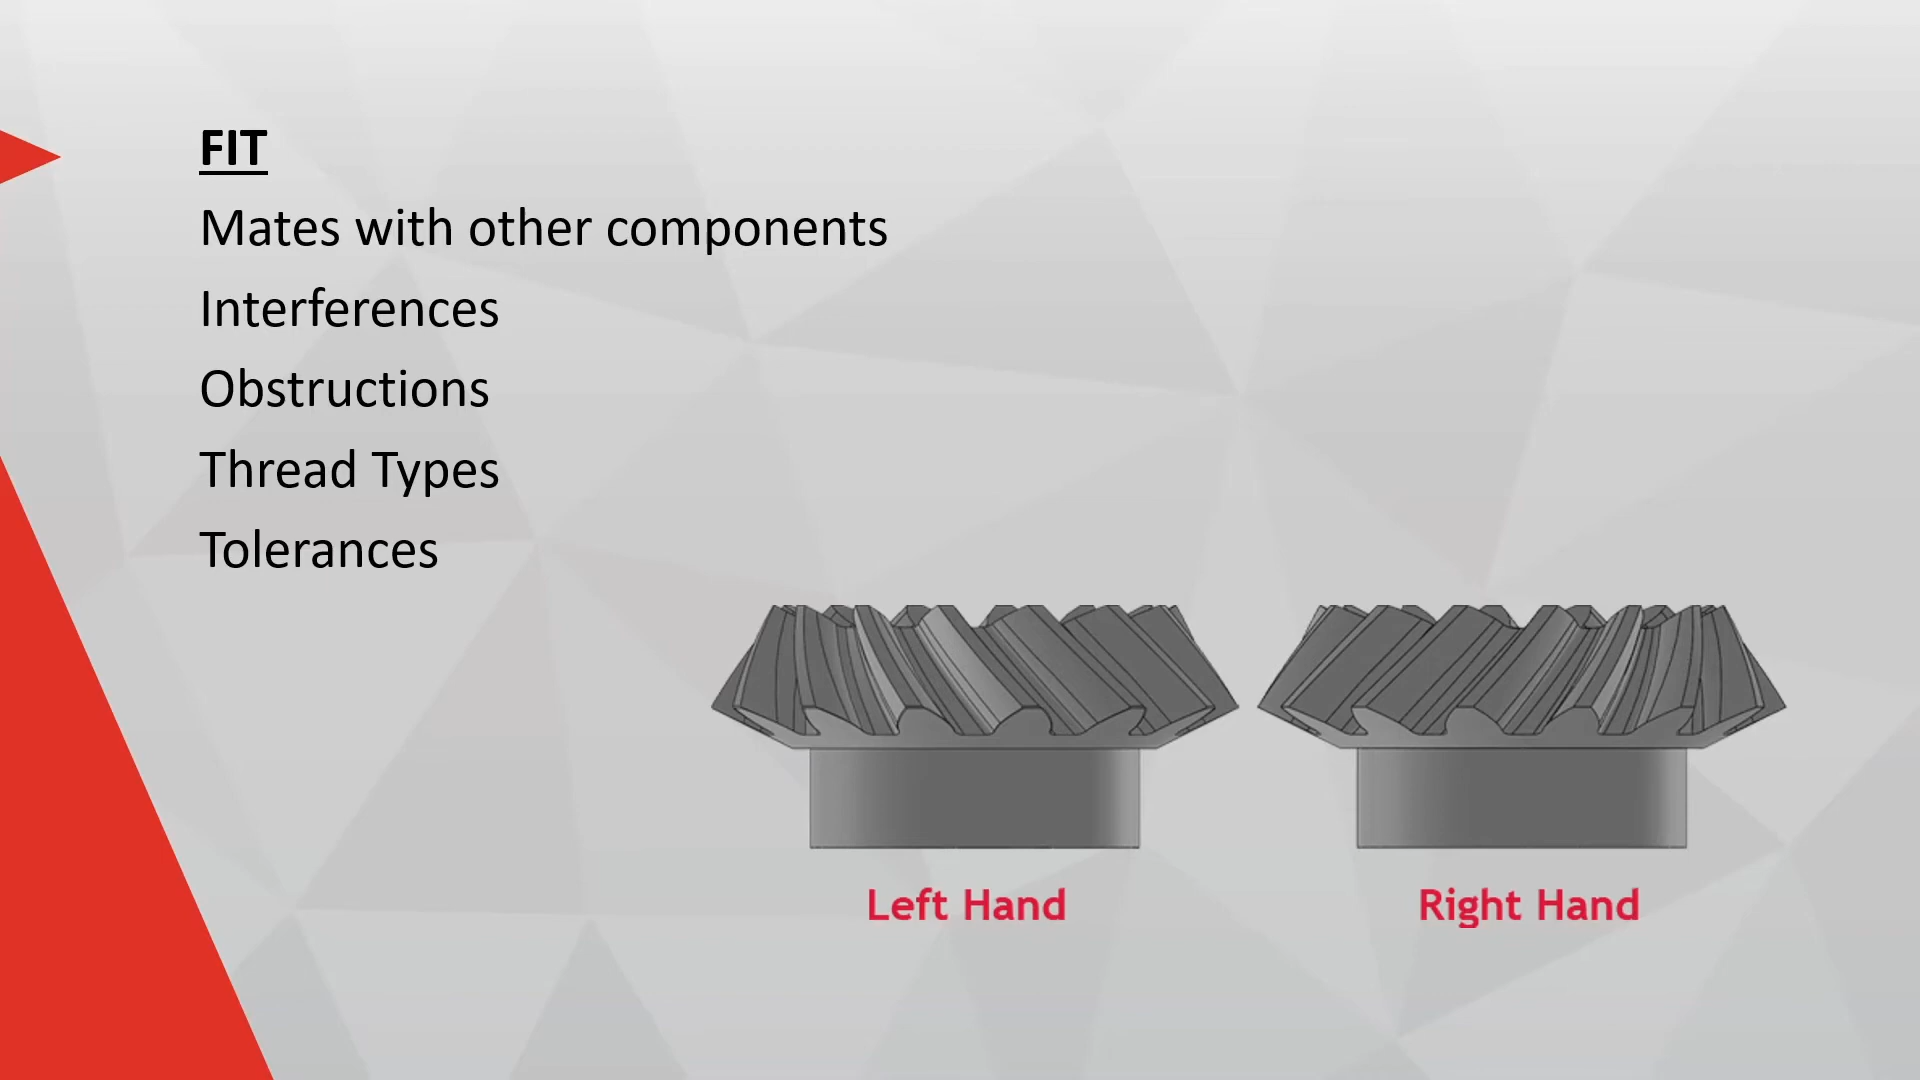 FIT
Mates with other components
Interferences
Obstructions
Thread Types
Tolerances
Left Hand
Right Hand